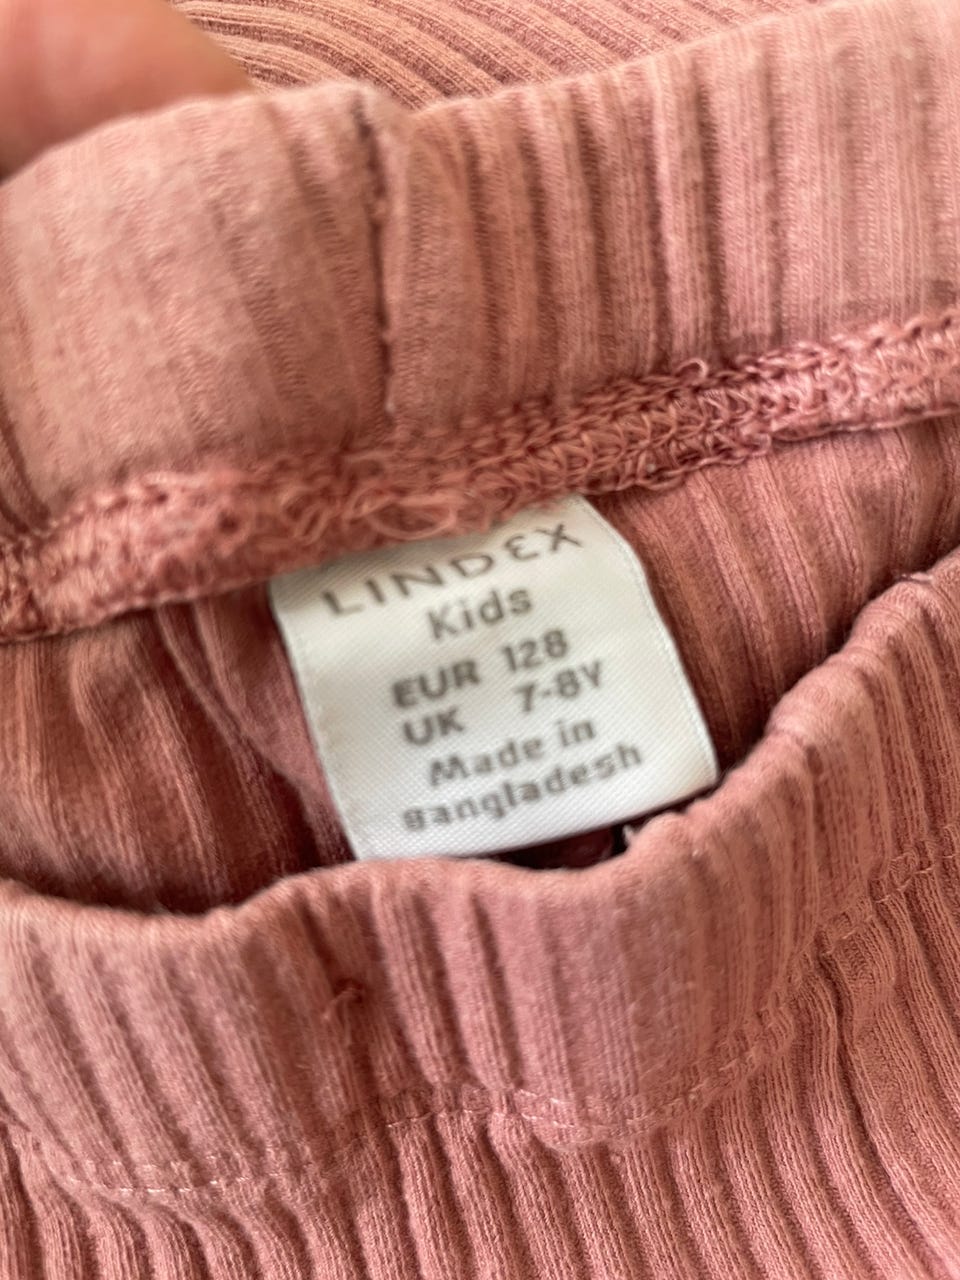 LINDEX
Kids
EUR 128
UK 7-8Y
Made in
Bangladesh